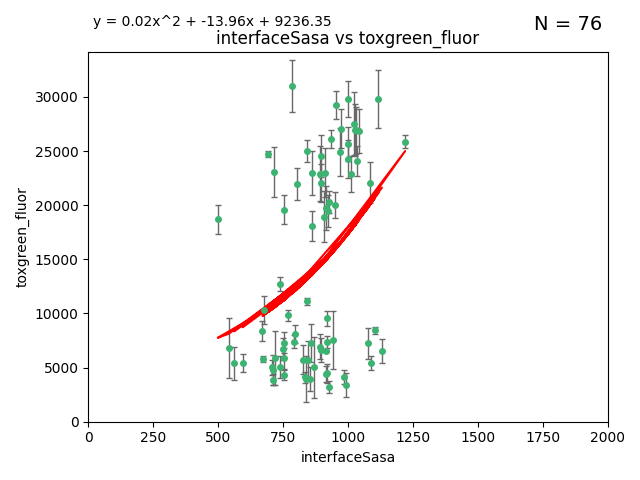 y = 0.02x^2 + -13.96x + 9236.35
N = 76
interfaceSasa vs toxgreen_fluor
30000
25000
20000
15000
10000
5000
0
toxgreen_fluor
0 250 500 750 1000 1250 1500 1750 2000
interfaceSasa